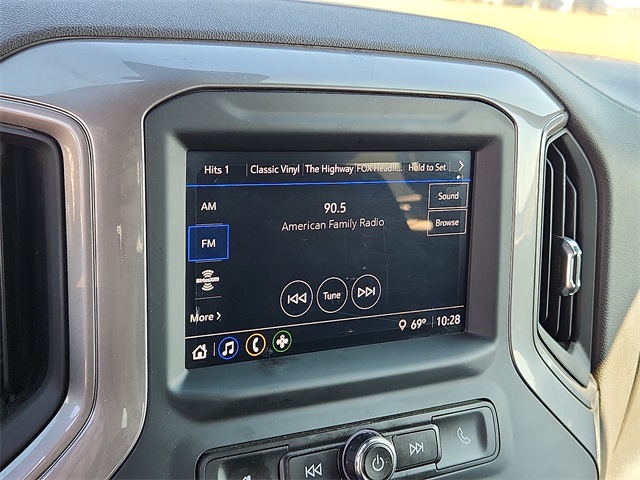 Hits 1 Classic Vinyl The Highway FOX Headli... Hold to Set
AM
90.5
Sound
American Family Radio
Browse
FM
Tune
More
69° 10:28